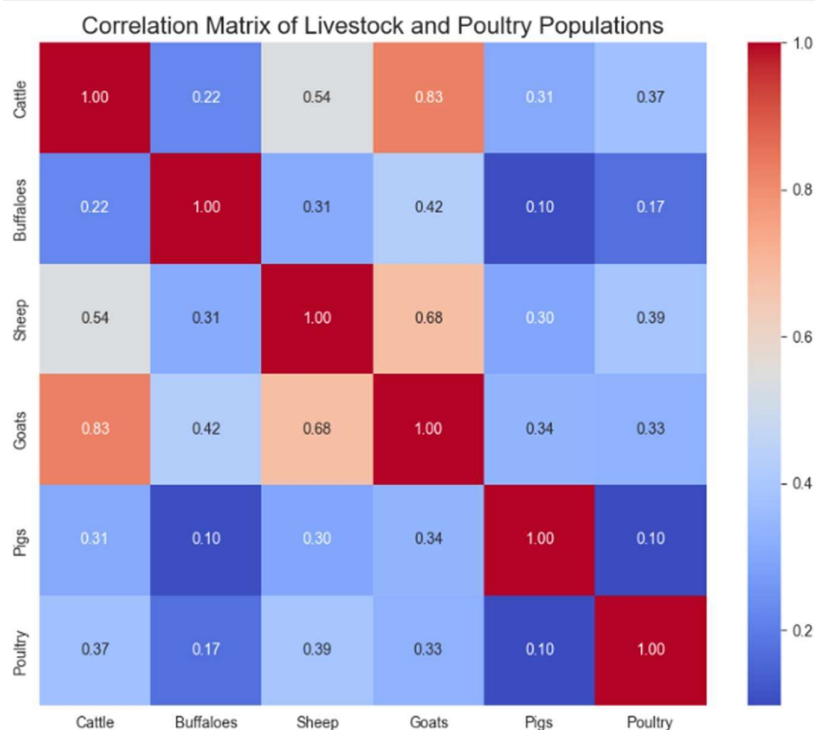 Correlation Matrix of Livestock and Poultry Populations
Cattle 1.00 0.22 0.54 0.83 0.31 0.37
Buffaloes 0.22 1.00 0.31 0.42 0.10 0.17
Sheep 0.54 0.31 1.00 0.68 0.30 0.39
Goats 0.83 0.42 0.68 1.00 0.34 0.33
Pigs 0.31 0.10 0.30 0.34 1.00 0.10
Poultry 0.37 0.17 0.39 0.33 0.10 1.00
Cattle Buffaloes Sheep Goats Pigs Poultry
1.0
0.8
0.6
0.4
0.2